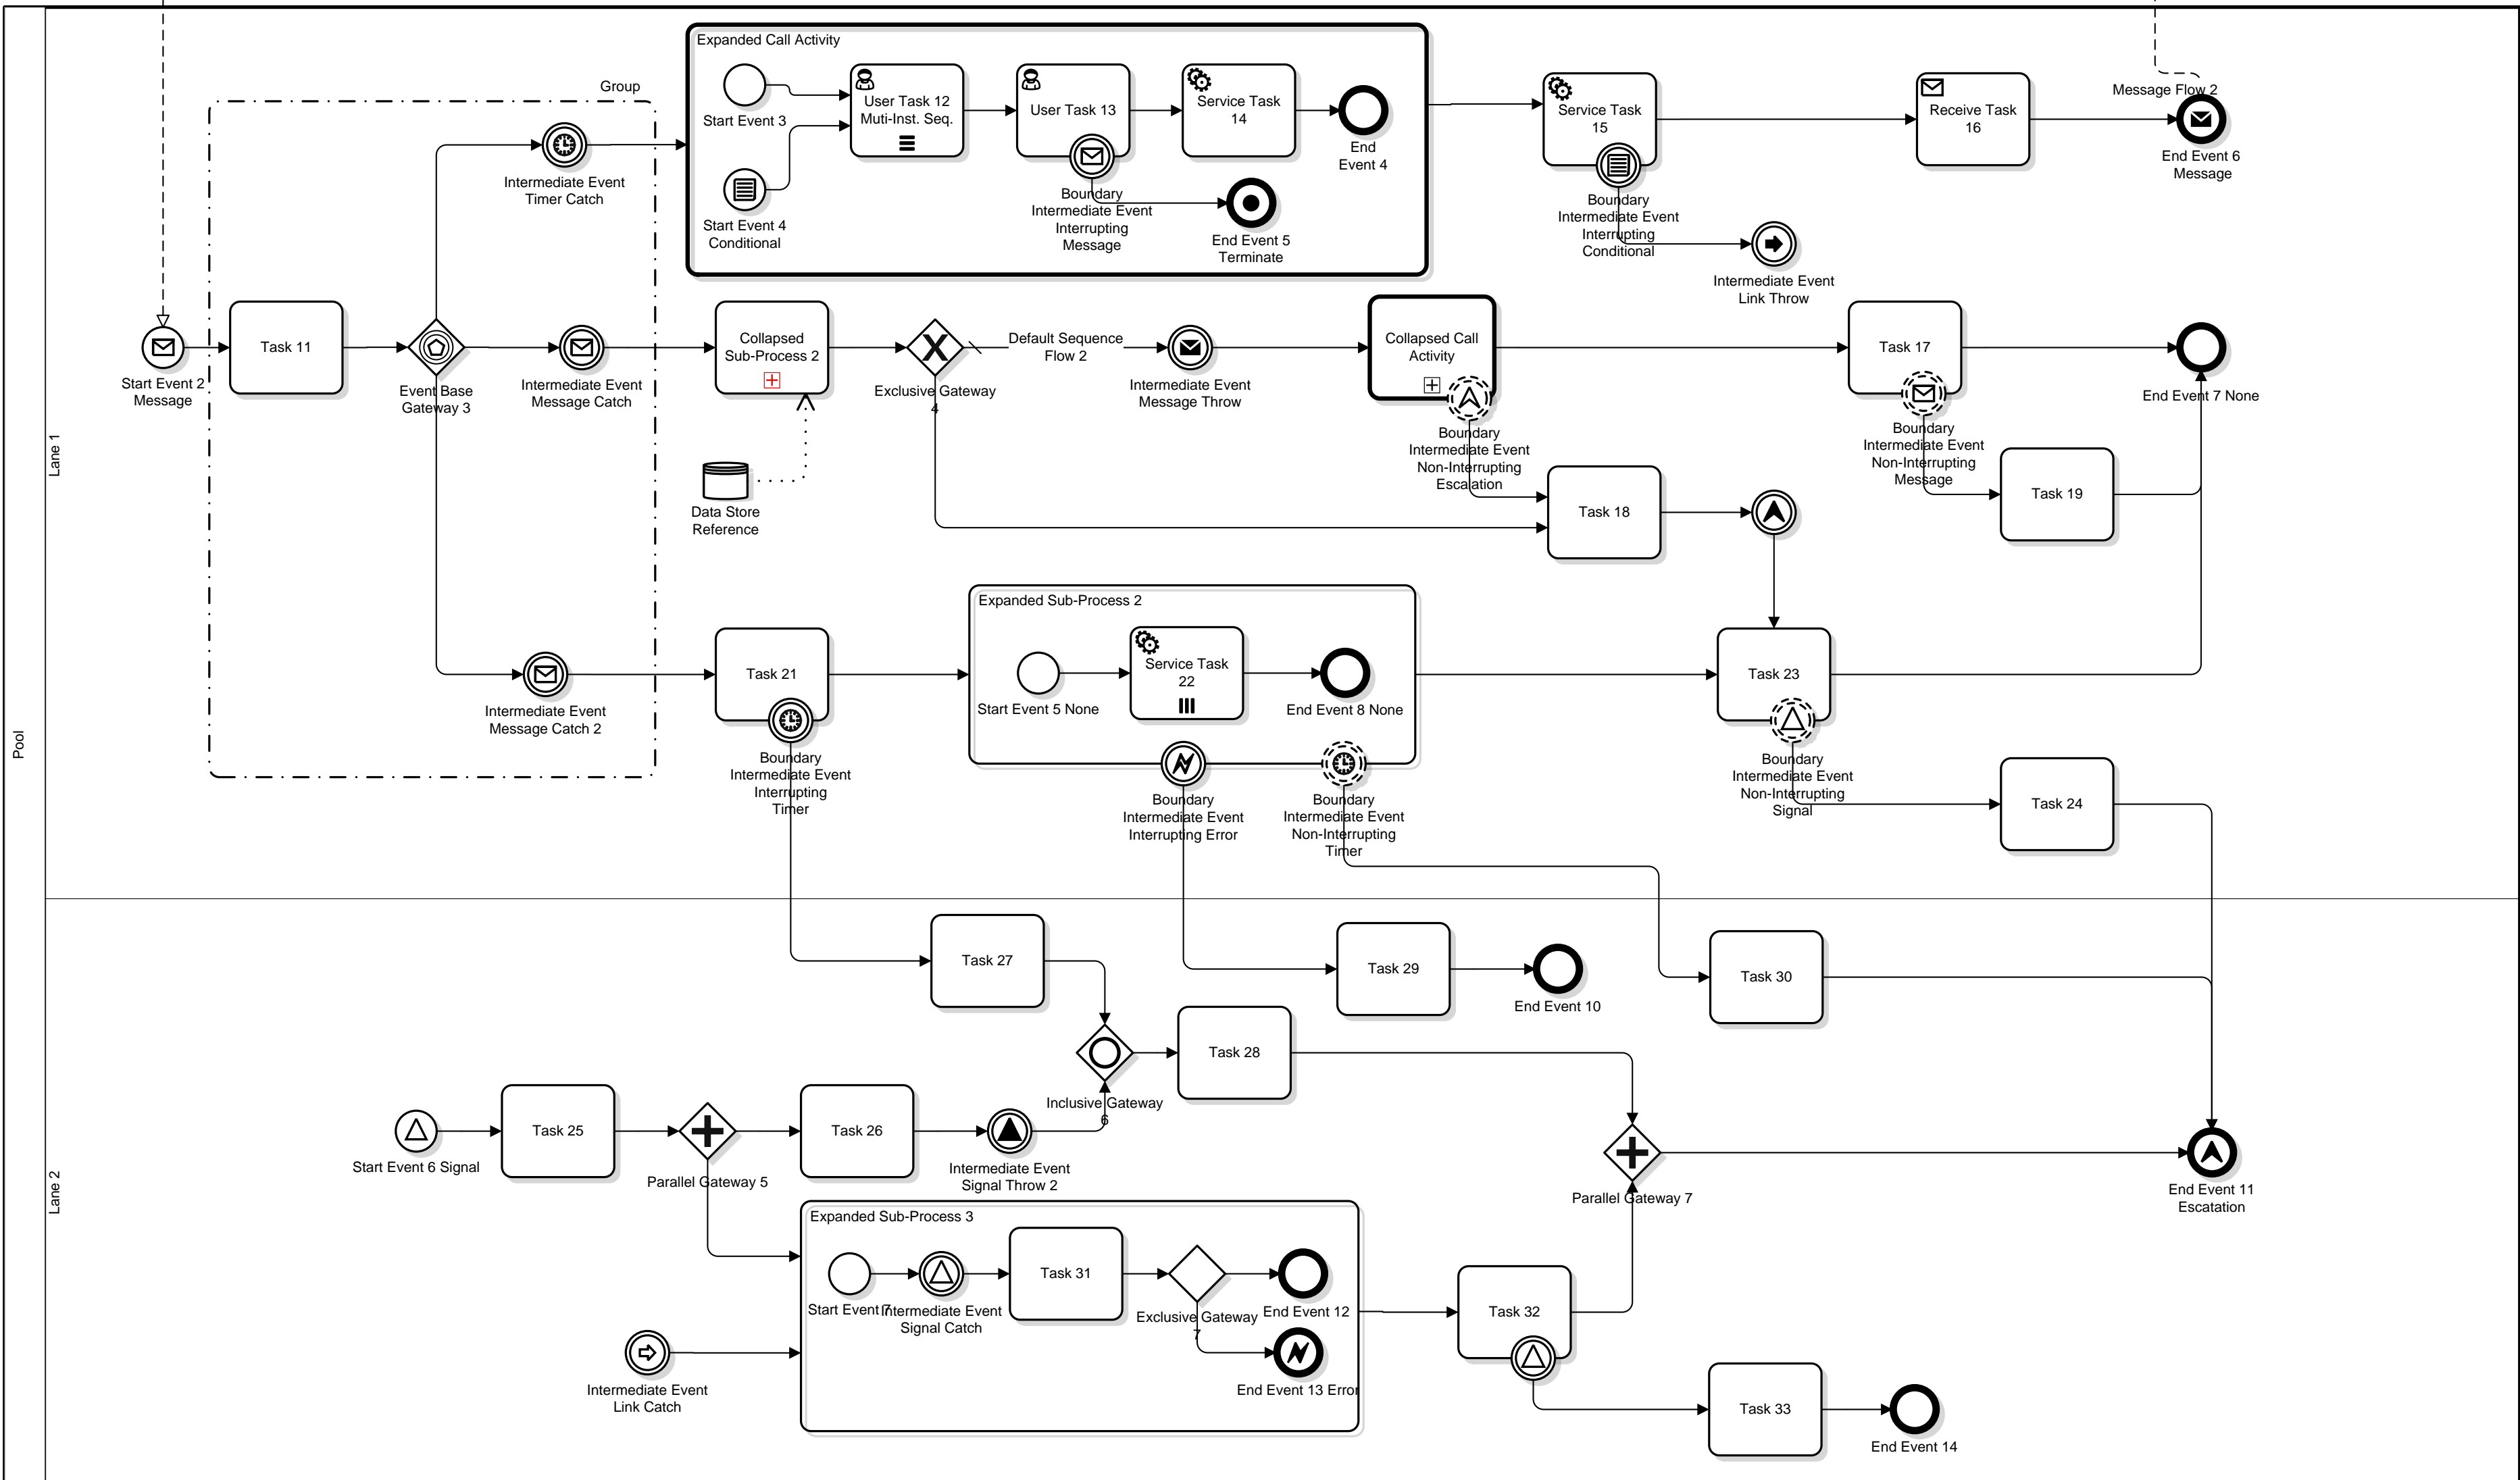 Pool
Lane 1
Lane 2
Group
Expanded Call Activity
Start Event 3
Start Event 4
Conditional
User Task 12
Muti-Inst. Seq.
User Task 13
Boundary
Intermediate Event
Interrupting
Message
Service Task
14
End
Event 4
End Event 5
Terminate
Service Task
15
Boundary
Intermediate Event
Interrupting
Conditional
Intermediate Event
Link Throw
Receive Task
16
Message Flow 2
End Event 6
Message
Intermediate Event
Timer Catch
Start Event 2
Message
Task 11
Event Base
Gateway 3
Intermediate Event
Message Catch
Collapsed
Sub-Process 2
Data Store
Reference
Exclusive Gateway
4
Default Sequence
Flow 2
Intermediate Event
Message Throw
Collapsed Call
Activity
Boundary
Intermediate Event
Non-Interrupting
Escalation
Task 17
Boundary
Intermediate Event
Non-Interrupting
Message
End Event 7 None
Task 18
Task 19
Intermediate Event
Message Catch 2
Task 21
Boundary
Intermediate Event
Interrupting
Timer
Expanded Sub-Process 2
Start Event 5 None
Service Task
22
End Event 8 None
Boundary
Intermediate Event
Interrupting Error
Boundary
Intermediate Event
Non-Interrupting
Timer
Task 23
Boundary
Intermediate Event
Non-Interrupting
Signal
Task 24
Task 27
Task 29
End Event 10
Task 30
Inclusive Gateway
6
Task 28
Start Event 6 Signal
Task 25
Parallel Gateway 5
Task 26
Intermediate Event
Signal Throw 2
Parallel Gateway 7
End Event 11
Escatation
Expanded Sub-Process 3
Start Event 7
Intermediate Event
Signal Catch
Task 31
Exclusive Gateway
7
End Event 12
End Event 13 Error
Intermediate Event
Link Catch
Task 32
Task 33
End Event 14